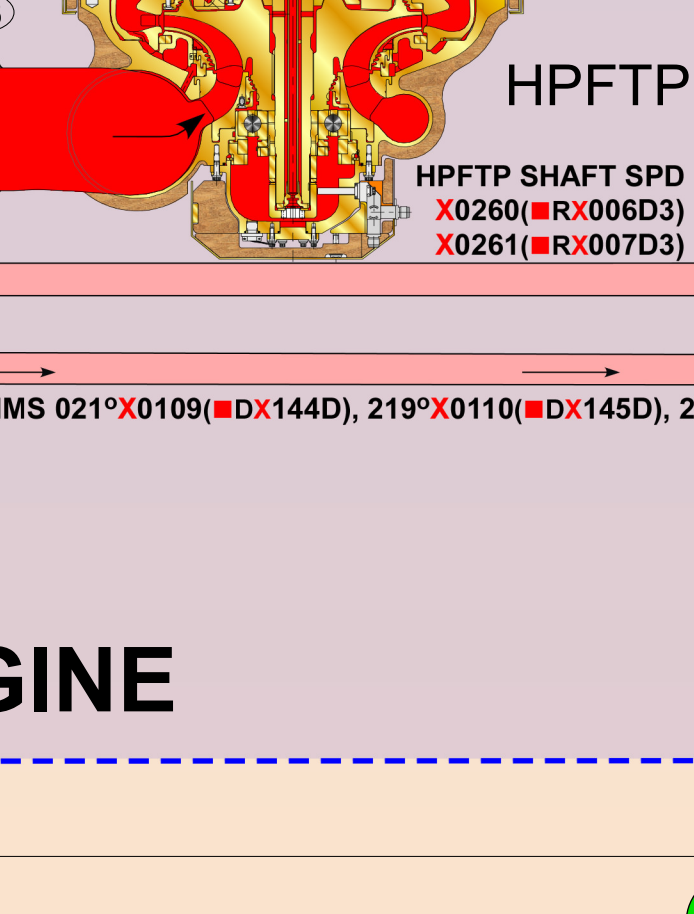 HPFTP
HPFTP SHAFT SPD
X0260(■RX006D3)
X0261(■RX007D3)
MS 021ºX0109(■DX144D), 219ºX0110(■DX145D), 2
GINE